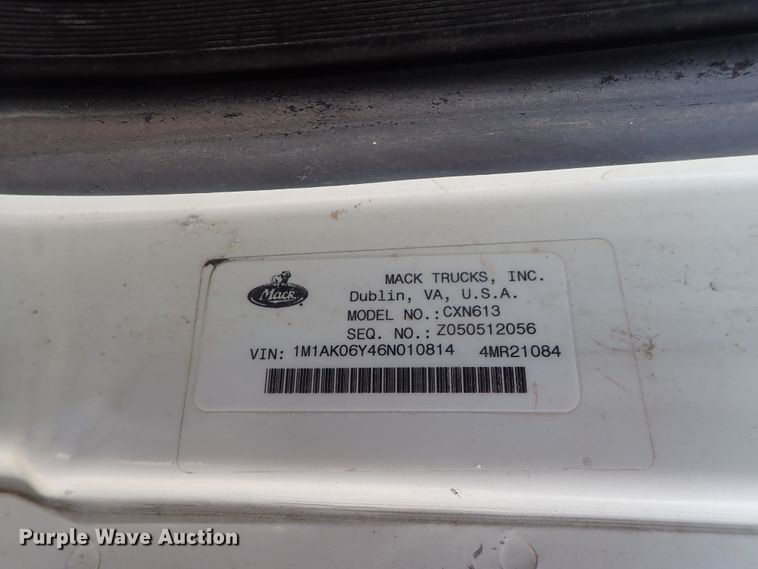 Mack
MACK TRUCKS, INC.
Dublin, VA, U.S.A.
MODEL NO.: CXN613
SEQ. NO.: Z050512056
VIN: 1M1AK06Y46N010814 4MR21084
Purple Wave Auction